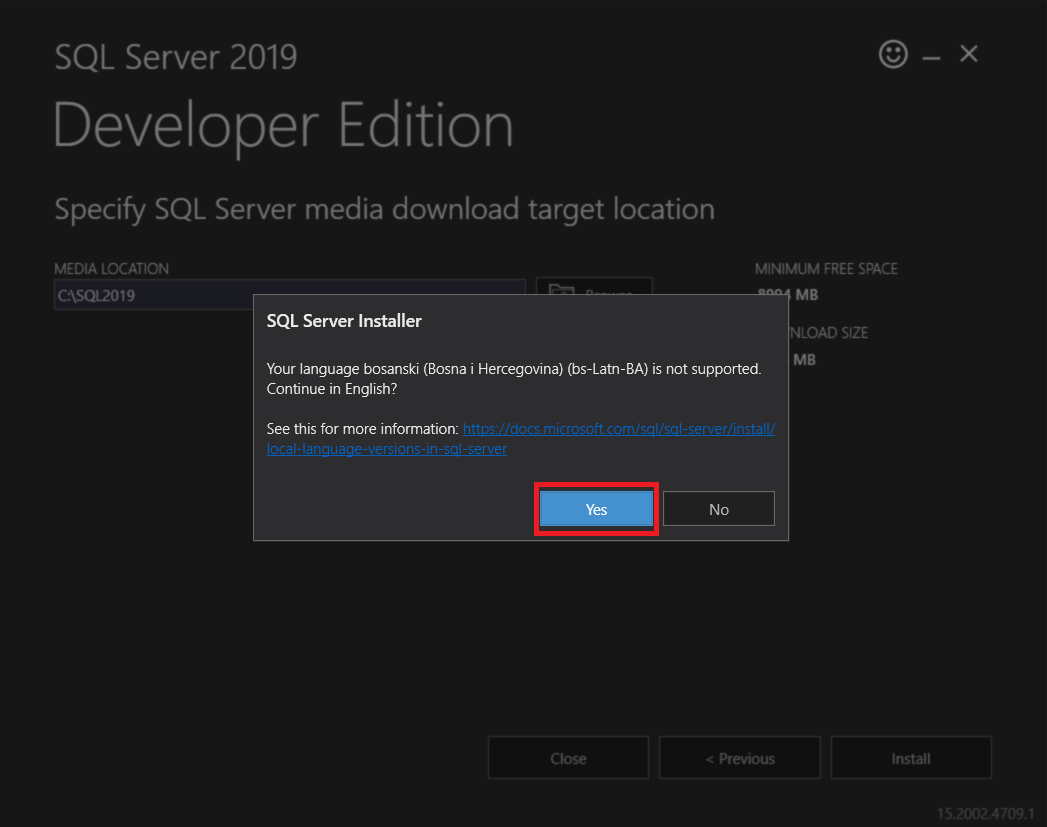 SQL Server 2019
Developer Edition
Specify SQL Server media download target location
MEDIA LOCATION
C:\SQL2019
Browse
MINIMUM FREE SPACE
8994 MB
NLOAD SIZE
MB
SQL Server Installer
Your language bosanski (Bosna i Hercegovina) (bs-Latn-BA) is not supported.
Continue in English?
See this for more information: https://docs.microsoft.com/sql/sql-server/install/
local-language-versions-in-sql-server
Yes
No
Close
< Previous
Install
15.2002.4709.1